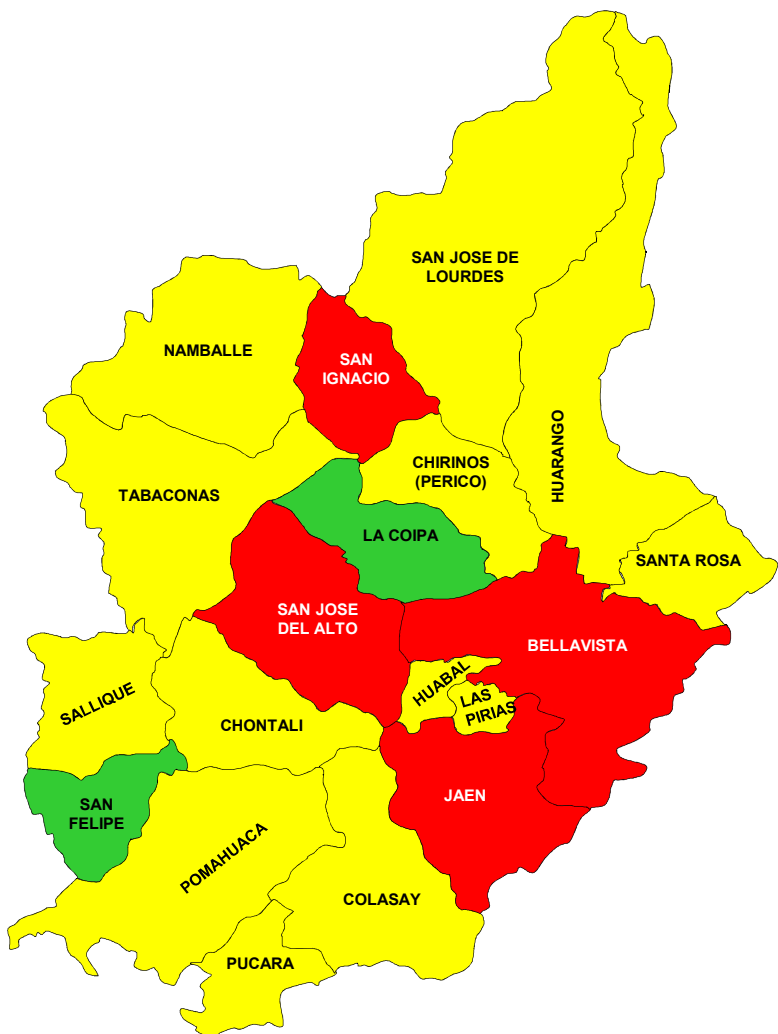 SAN JOSE DE
LOURDES
NAMBALLE
SAN
IGNACIO
HUARANGO
CHIRINOS
(PERICO)
TABACONAS
LA COIPA
SANTA ROSA
SAN JOSE
DEL ALTO
BELLAVISTA
HUABAL
LAS
PIRIAS
SALLIQUE
CHONTALI
JAEN
SAN
FELIPE
POMAHUACA
COLASAY
PUCARA